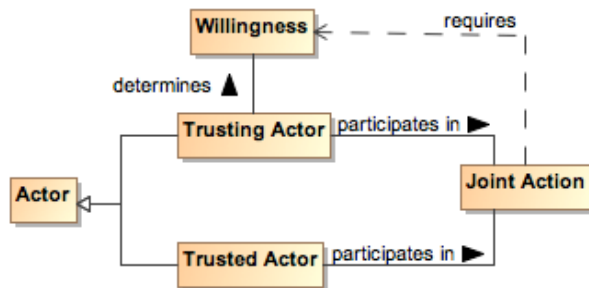 Willingness
requires
determines
Trusting Actor
participates in
Actor
Joint Action
Trusted Actor
participates in